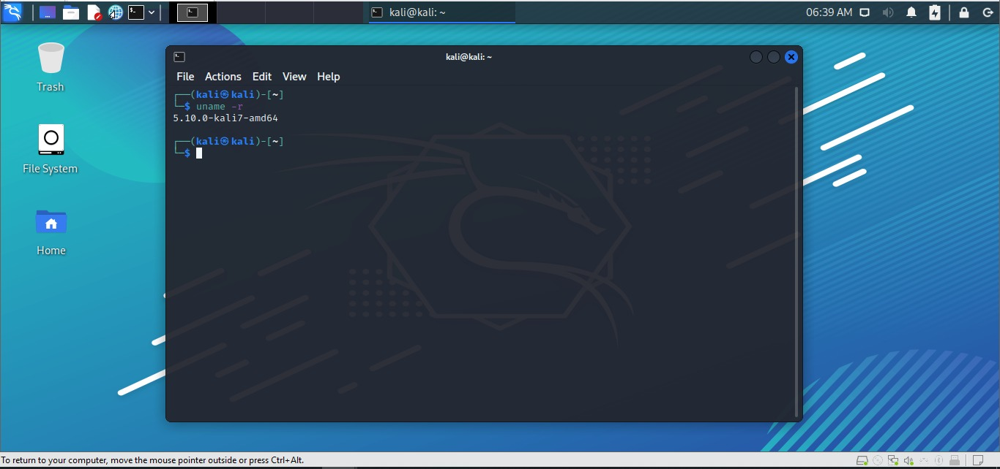 kali@kali: ~
06:39 AM
Trash
File System
Home
kali@kali: ~
File Actions Edit View Help
┌──(kali㉿kali)-[~]
└─$ uname -r
5.10.0-kali7-amd64
┌──(kali㉿kali)-[~]
└─$
To return to your computer, move the mouse pointer outside or press Ctrl+Alt.